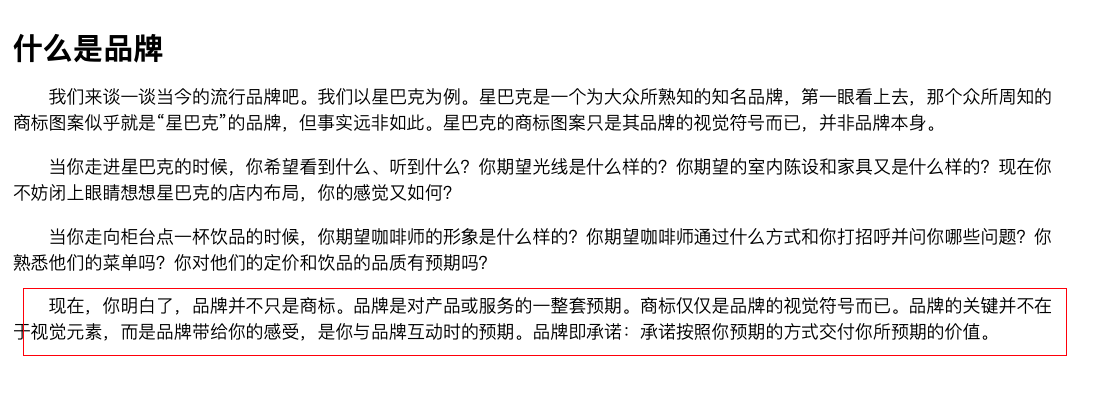 什么是品牌
我们来谈一谈当今的流行品牌吧。我们以星巴克为例。星巴克是一个为大众所熟知的知名品牌，第一眼看上去，那个众所周知的
商标图案似乎就是“星巴克”的品牌，但事实远非如此。星巴克的商标图案只是其品牌的视觉符号而已，并非品牌本身。
当你走进星巴克的时候，你希望看到什么、听到什么？你期望光线是什么样的？你期望的室内陈设和家具又是什么样的？现在你
不妨闭上眼睛想想星巴克的店内布局，你的感觉又如何？
当你走向柜台点一杯饮品的时候，你期望咖啡师的形象是什么样的？你期望咖啡师通过什么方式和你打招呼并问你哪些问题？你
熟悉他们的菜单吗？你对他们的定价和饮品的品质有预期吗？
现在，你明白了，品牌并不只是商标。品牌是对产品或服务的一整套预期。商标仅仅是品牌的视觉符号而已。品牌的关键并不在
于视觉元素，而是品牌带给你的感受，是你与品牌互动时的预期。品牌即承诺：承诺按照你预期的方式交付你所预期的价值。